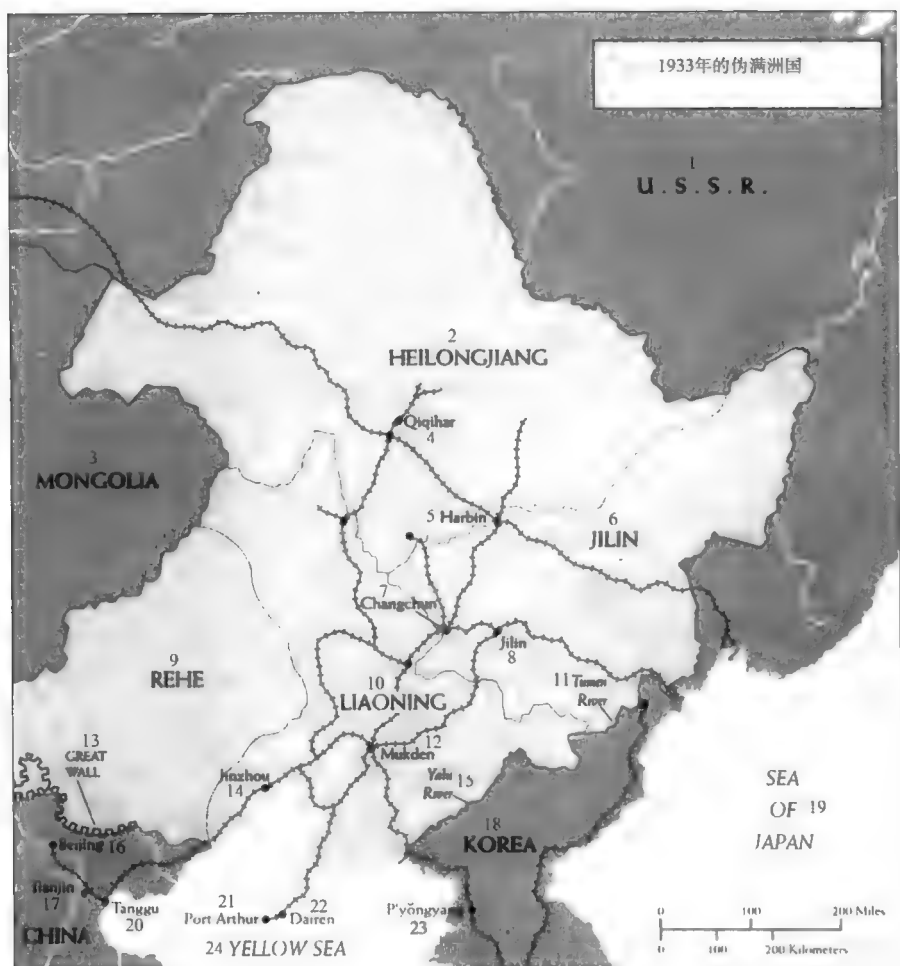 1933年的伪满洲国
1
U.S.S.R.
2
HEILONGJIANG
Qiqihar
4
3
MONGOLIA
5 Harbin
6
JILIN
7
Changchun
Jilin
8
9
REHE
10
LIAONING
11 Tumen
River
12
Mukden
13
GREAT
WALL
Jinzhou
14
Yalu 15
River
SEA
OF 19
JAPAN
18
KOREA
Beijing 16
Tianjin
17
Tanggu
20
21
Port Arthur
22
Dairen
P'yŏngya
23
CHINA
24 YELLOW SEA
0 100 200 Miles
0 100 200 Kilometers